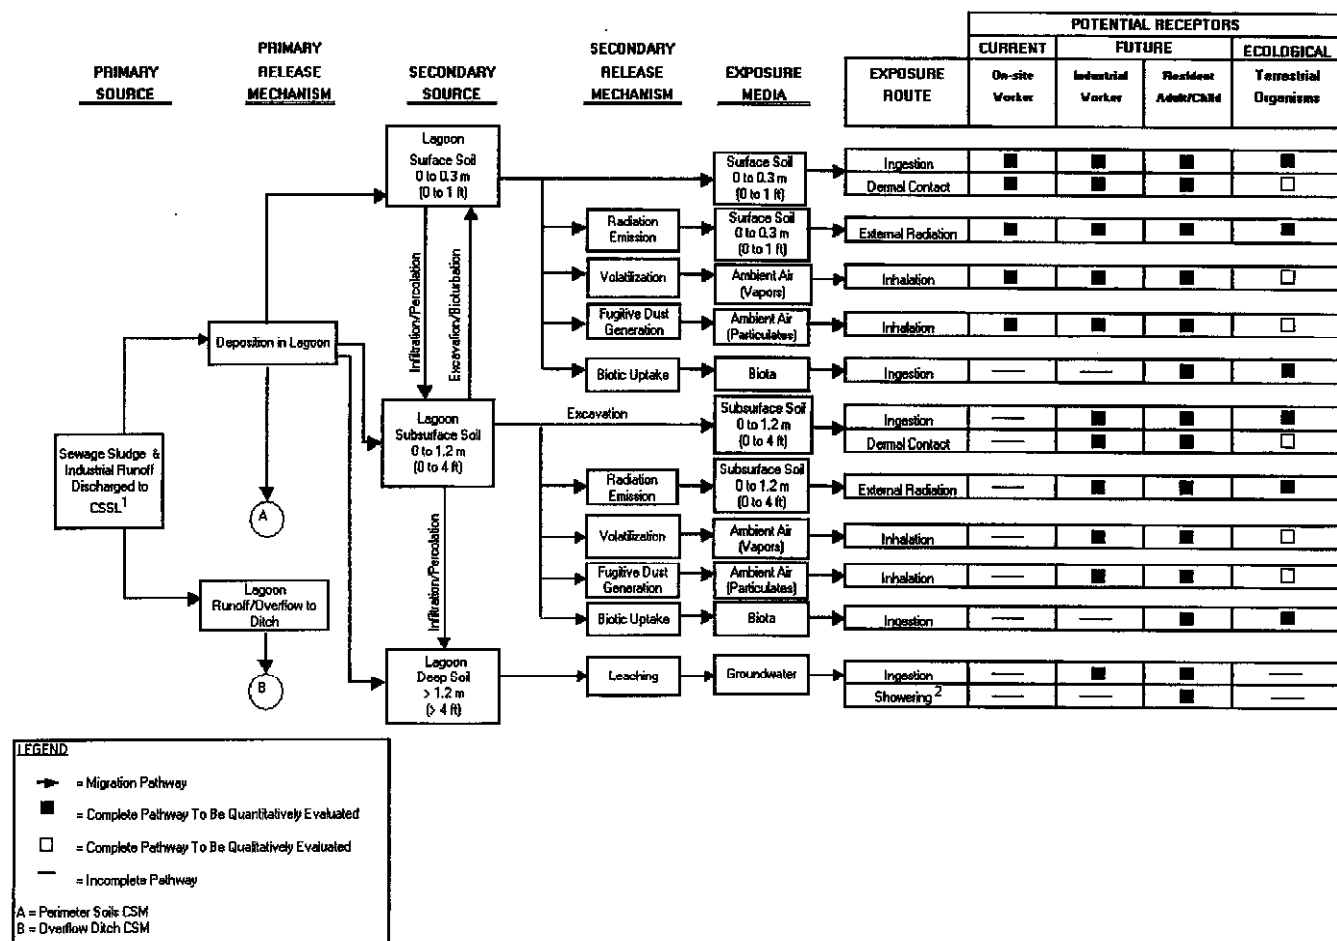 POTENTIAL RECEPTORS
CURRENT
FUTURE
ECOLOGICAL
PRIMARY
SOURCE
PRIMARY
RELEASE
MECHANISM
SECONDARY
SOURCE
SECONDARY
RELEASE
MECHANISM
EXPOSURE
MEDIA
EXPOSURE
ROUTE
On-site
Worker
Industrial
Worker
Resident
Adult/Child
Terrestrial
Organisms
Lagoon
Surface Soil
0 to 0.3 m
(0 to 1 ft)
Surface Soil
0 to 0.3 m
(0 to 1 ft)
Ingestion
Dermal Contact
Radiation
Emission
Surface Soil
0 to 0.3 m
(0 to 1 ft)
External Radiation
Infiltration/Percolation
Excavation/Bioturbation
Volatilization
Ambient Air
(Vapors)
Inhalation
Fugitive Dust
Generation
Ambient Air
(Particulates)
Inhalation
Deposition in Lagoon
Biotic Uptake
Biota
Ingestion
Lagoon
Subsurface Soil
0 to 1.2 m
(0 to 4 ft)
Excavation
Subsurface Soil
0 to 1.2 m
(0 to 4 ft)
Ingestion
Dermal Contact
Sewage Sludge &
Industrial Runoff
Discharged to
CSSL1
A
Radiation
Emission
Subsurface Soil
0 to 1.2 m
(0 to 4 ft)
External Radiation
Volatilization
Ambient Air
(Vapors)
Inhalation
Infiltration/Percolation
Fugitive Dust
Generation
Ambient Air
(Particulates)
Inhalation
Lagoon
Runoff/Overflow to
Ditch
Biotic Uptake
Biota
Ingestion
B
Lagoon
Deep Soil
> 1.2 m
(> 4 ft)
Leaching
Groundwater
Ingestion
Showering2
LEGEND
= Migration Pathway
= Complete Pathway To Be Quantitatively Evaluated
= Complete Pathway To Be Qualitatively Evaluated
= Incomplete Pathway
A = Perimeter Soils CSM
B = Overflow Ditch CSM